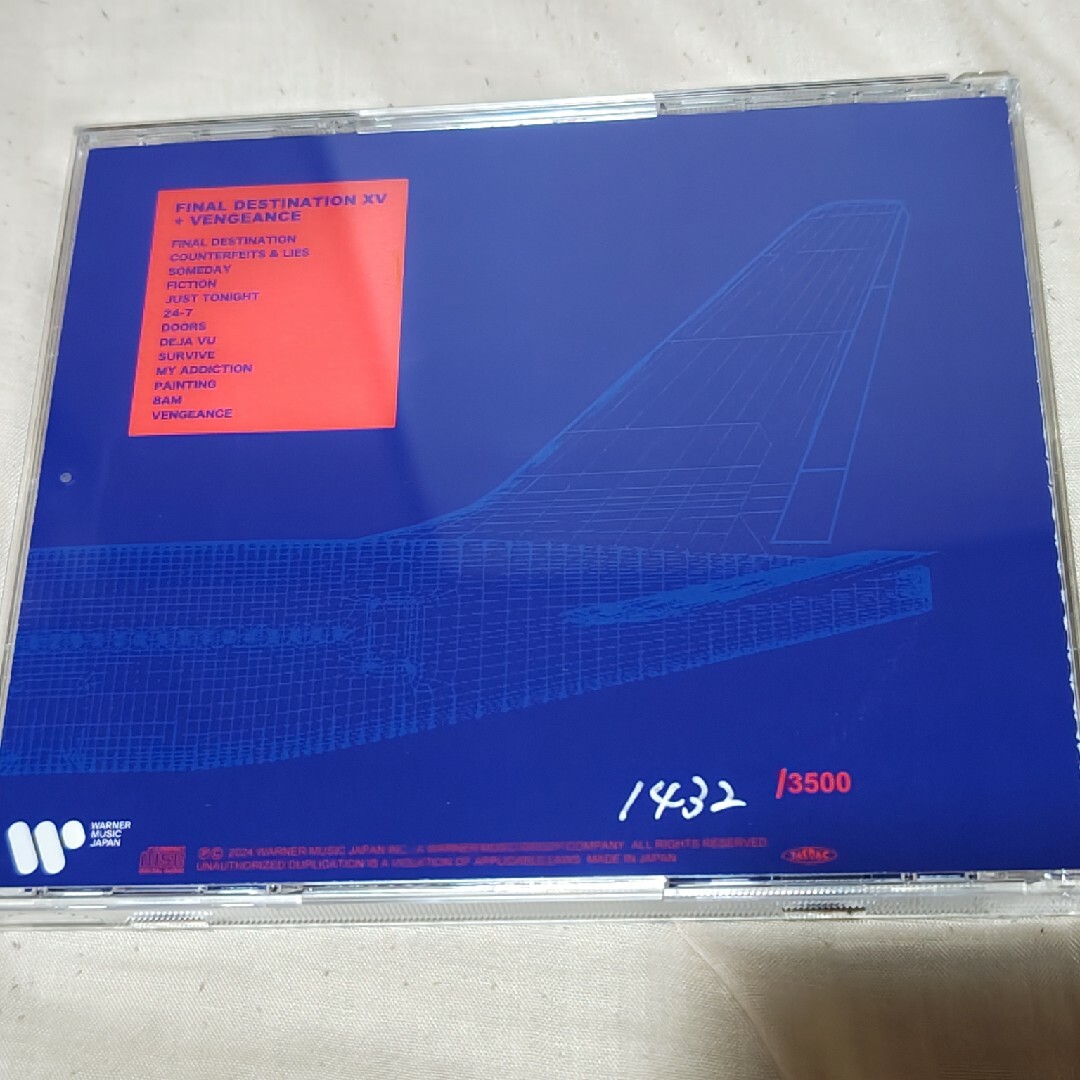 FINAL DESTINATION XV
+ VENGEANCE
FINAL DESTINATION
COUNTERFEITS & LIES
SOMEDAY
FICTION
JUST TONIGHT
24-7
DOORS
DEJA VU
SURVIVE
MY ADDICTION
PAINTING
8AM
VENGEANCE
1432 /3500
WARNER
MUSIC
JAPAN
DISC
℗© 2024 WARNER MUSIC JAPAN INC. A WARNER MUSIC GROUP COMPANY ALL RIGHTS RESERVED
UNAUTHORIZED DUPLICATION IS A VIOLATION OF APPLICABLE LAWS MADE IN JAPAN
JASRAC